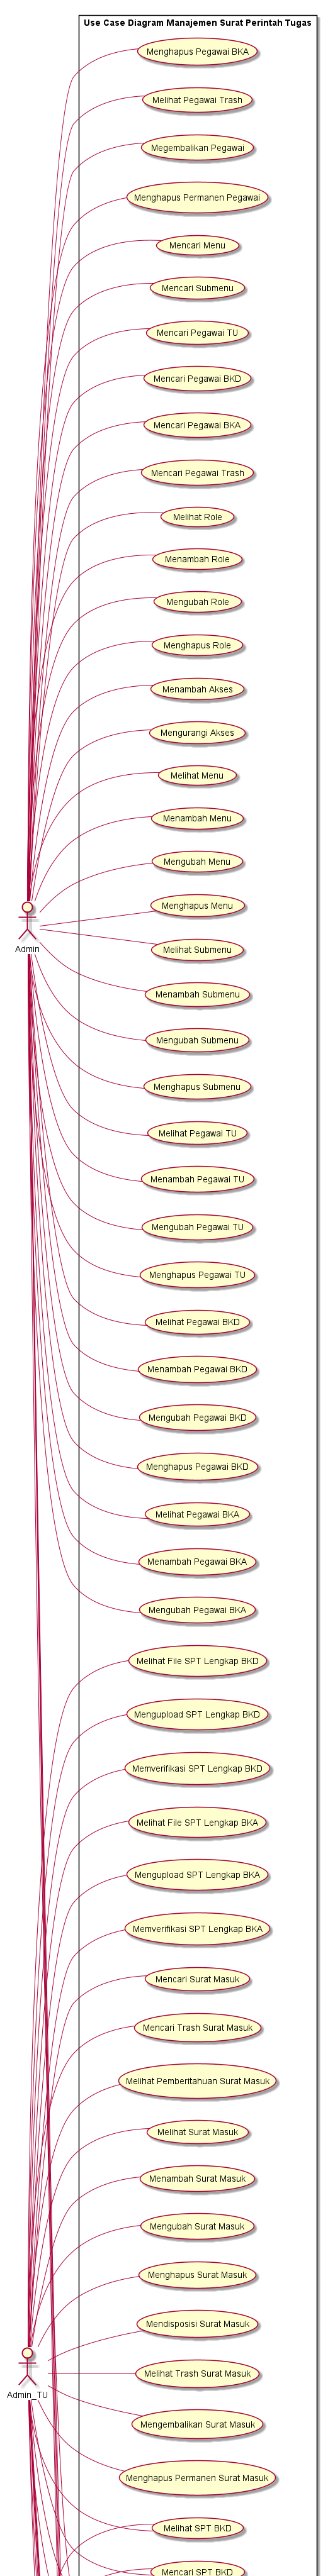 Use Case Diagram Manajemen Surat Perintah Tugas
Menghapus Pegawai BKA
Melihat Pegawai Trash
Megembalikan Pegawai
Menghapus Permanen Pegawai
Mencari Menu
Mencari Submenu
Mencari Pegawai TU
Mencari Pegawai BKD
Mencari Pegawai BKA
Mencari Pegawai Trash
Melihat Role
Menambah Role
Mengubah Role
Menghapus Role
Menambah Akses
Mengurangi Akses
Melihat Menu
Menambah Menu
Mengubah Menu
Menghapus Menu
Admin
Melihat Submenu
Menambah Submenu
Mengubah Submenu
Menghapus Submenu
Melihat Pegawai TU
Menambah Pegawai TU
Mengubah Pegawai TU
Menghapus Pegawai TU
Melihat Pegawai BKD
Menambah Pegawai BKD
Mengubah Pegawai BKD
Menghapus Pegawai BKD
Melihat Pegawai BKA
Menambah Pegawai BKA
Mengubah Pegawai BKA
Melihat File SPT Lengkap BKD
Mengupload SPT Lengkap BKD
Memverifikasi SPT Lengkap BKD
Melihat File SPT Lengkap BKA
Mengupload SPT Lengkap BKA
Memverifikasi SPT Lengkap BKA
Mencari Surat Masuk
Mencari Trash Surat Masuk
Melihat Pemberitahuan Surat Masuk
Melihat Surat Masuk
Menambah Surat Masuk
Mengubah Surat Masuk
Menghapus Surat Masuk
Mendisposisi Surat Masuk
Melihat Trash Surat Masuk
Admin_TU
Mengembalikan Surat Masuk
Menghapus Permanen Surat Masuk
Melihat SPT BKD
Mencari SPT BKD